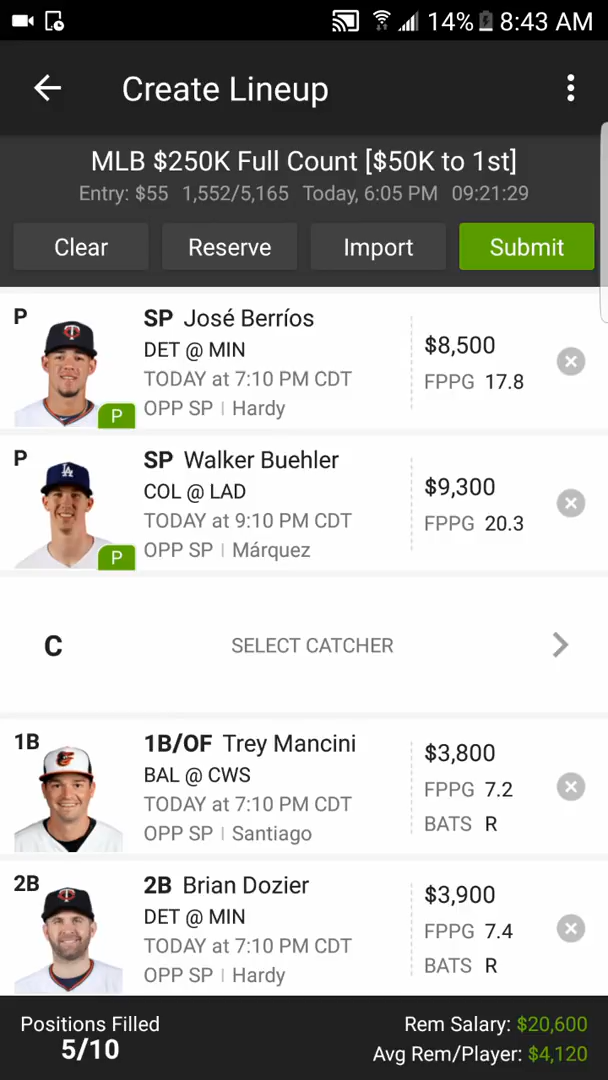 14% 8:43 AM
Create Lineup
MLB $250K Full Count [$50K to 1st]
Entry: $55 1,552/5,165 Today, 6:05 PM 09:21:29
Clear Reserve Import Submit
P SP José Berríos
DET @ MIN
TODAY at 7:10 PM CDT
OPP SP | Hardy
P
$8,500
FPPG 17.8
P SP Walker Buehler
COL @ LAD
TODAY at 9:10 PM CDT
OPP SP | Márquez
P
$9,300
FPPG 20.3
C SELECT CATCHER
1B 1B/OF Trey Mancini
BAL @ CWS
TODAY at 7:10 PM CDT
OPP SP | Santiago
$3,800
FPPG 7.2
BATS R
2B 2B Brian Dozier
DET @ MIN
TODAY at 7:10 PM CDT
OPP SP | Hardy
$3,900
FPPG 7.4
BATS R
Positions Filled
5/10
Rem Salary: $20,600
Avg Rem/Player: $4,120